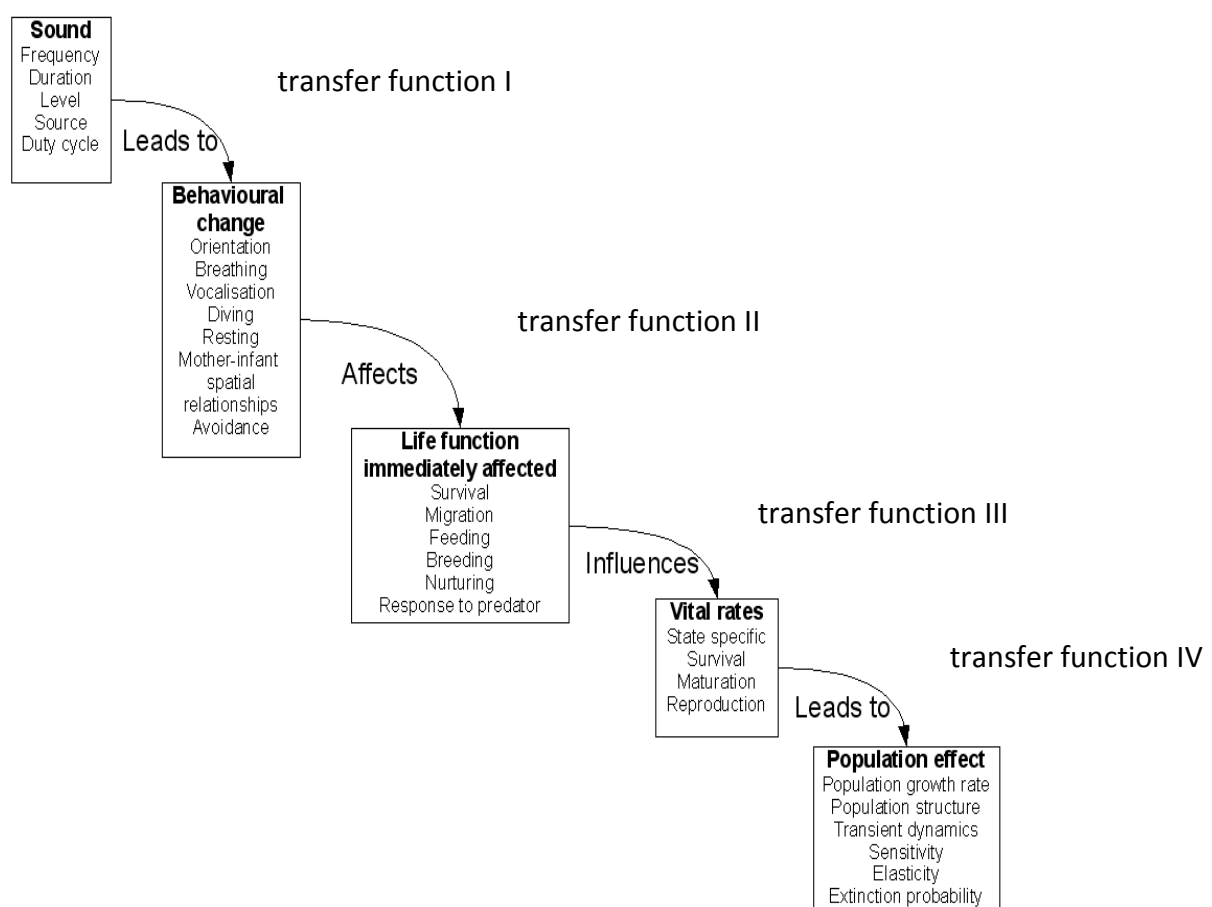 Sound
Frequency
Duration
Level
Source
Duty cycle
transfer function I
Leads to
Behavioural
change
Orientation
Breathing
Vocalisation
Diving
Resting
Mother-infant
spatial
relationships
Avoidance
transfer function II
Affects
Life function
immediately affected
Survival
Migration
Feeding
Breeding
Nurturing
Response to predator
transfer function III
Influences
Vital rates
State specific
Survival
Maturation
Reproduction
transfer function IV
Leads to
Population effect
Population growth rate
Population structure
Transient dynamics
Sensitivity
Elasticity
Extinction probability